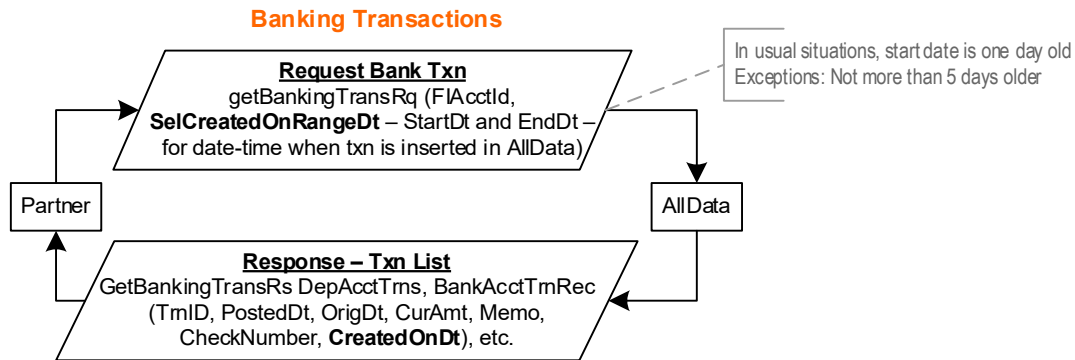 Banking Transactions
In usual situations, start date is one day old
Exceptions: Not more than 5 days older
Request Bank Txn
getBankingTransRq (FIAcctId,
SelCreatedOnRangeDt – StartDt and EndDt –
for date-time when txn is inserted in AllData)
Partner
AllData
Response – Txn List
GetBankingTransRs DepAcctTrns, BankAcctTrnRec
(TrnID, PostedDt, OrigDt, CurAmt, Memo,
CheckNumber, CreatedOnDt), etc.